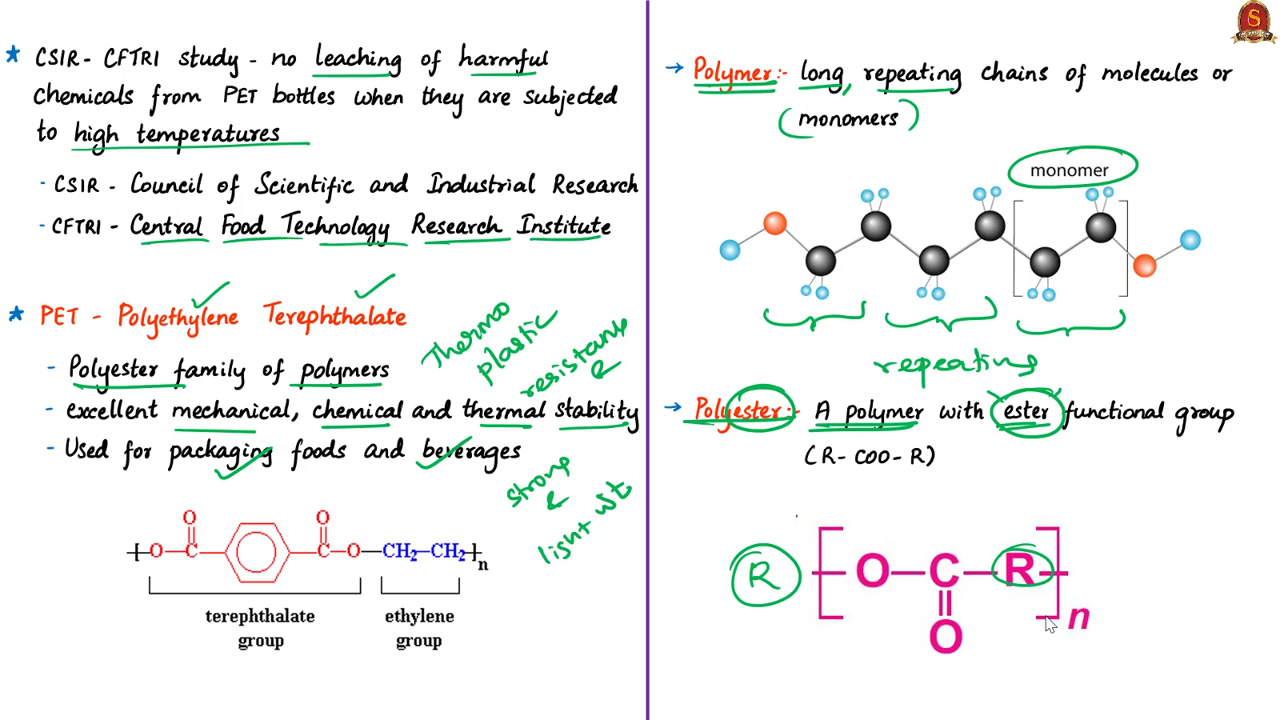 * CSIR-CFTRI study - no leaching of harmful
chemicals from PET bottles when they are subjected
to high temperatures
- CSIR - Council of Scientific and Industrial Research
- CFTRI - Central Food Technology Research Institute
* PET - Polyethylene Terephthalate
- Polyester family of polymers
- excellent mechanical, chemical and thermal stability
- Used for packaging foods and beverages
Thermo
plastic
resistance
&
strong
&
light wt
O O
O C C O CH2 CH2 n
terephthalate
group
ethylene
group
S
→ Polymer:- long, repeating chains of molecules or
(monomers)
monomer
repeating
→ Polyester:- A polymer with ester functional group
(R-COO-R)
R
O C R
O
n